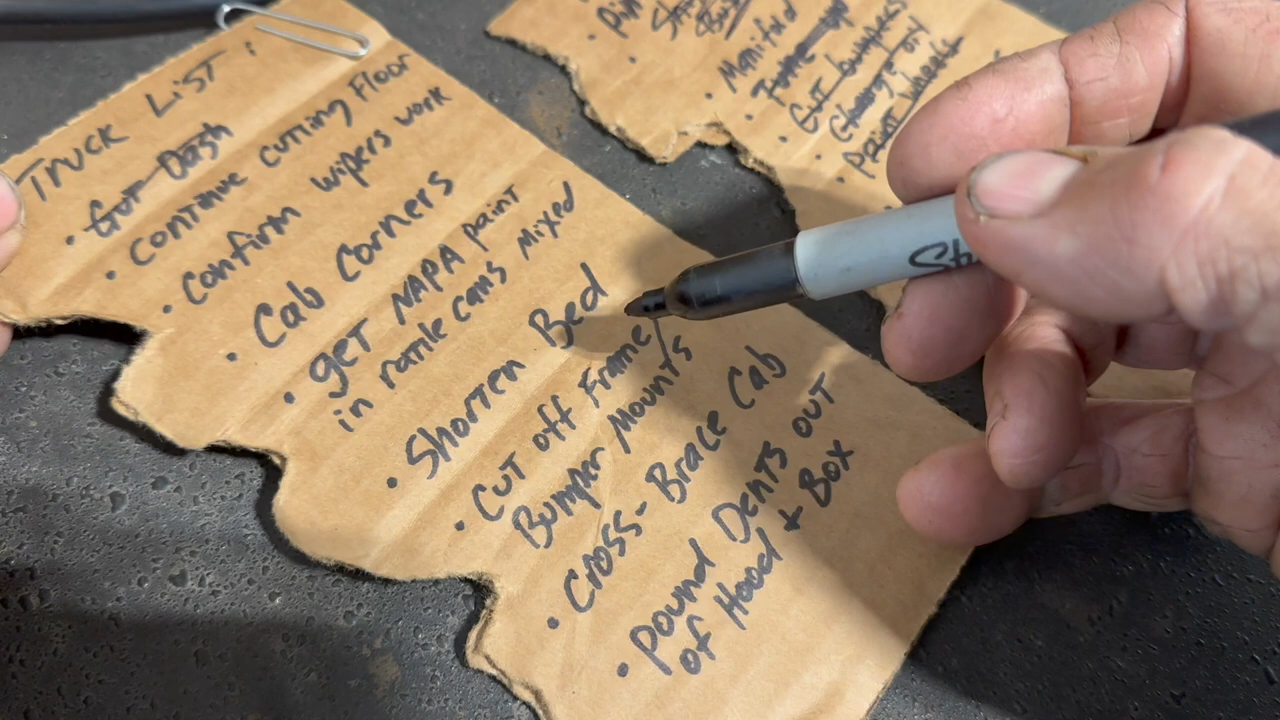 TRUCK LIST:
• Gut Dash
• continue cutting Floor
• confirm wipers work
• Cab Corners
• get NAPA paint
in rattle cans mixed
• Shorten Bed
• cut off Frame/
Bumper Mounts
• Cross-Brace Cab
• Pound Dents out
of Hood + Box
• Manifold
• Cut bumpers
• paint wheels